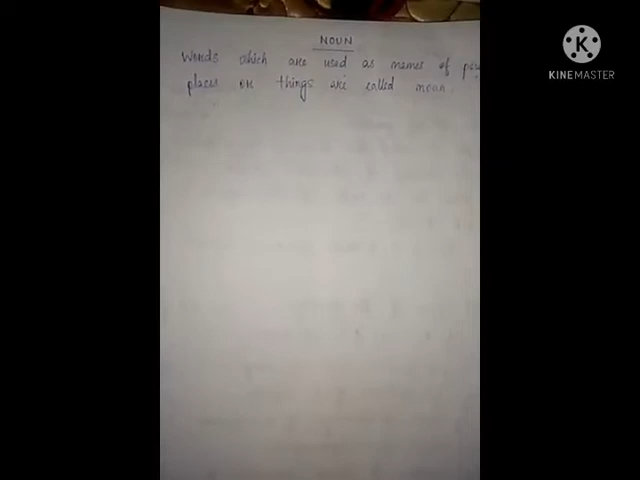 NOUN
Words which are used as names of
places or things are called noun.
KINEMASTER